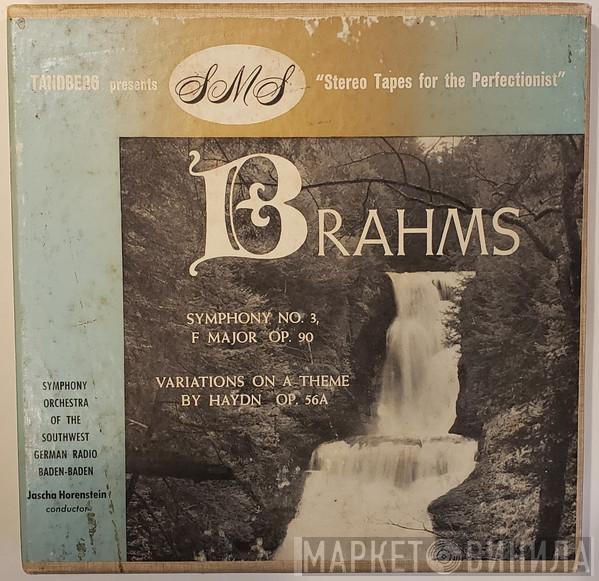 TANDBERG presents SMS "Stereo Tapes for the Perfectionist"
BRAHMS
SYMPHONY NO. 3,
F MAJOR OP. 90
VARIATIONS ON A THEME
BY HAYDN OP. 56A
SYMPHONY
ORCHESTRA
OF THE
SOUTHWEST
GERMAN RADIO
BADEN-BADEN
Jascha Horenstein
conductor
МАРКЕТ ВИНИЛА